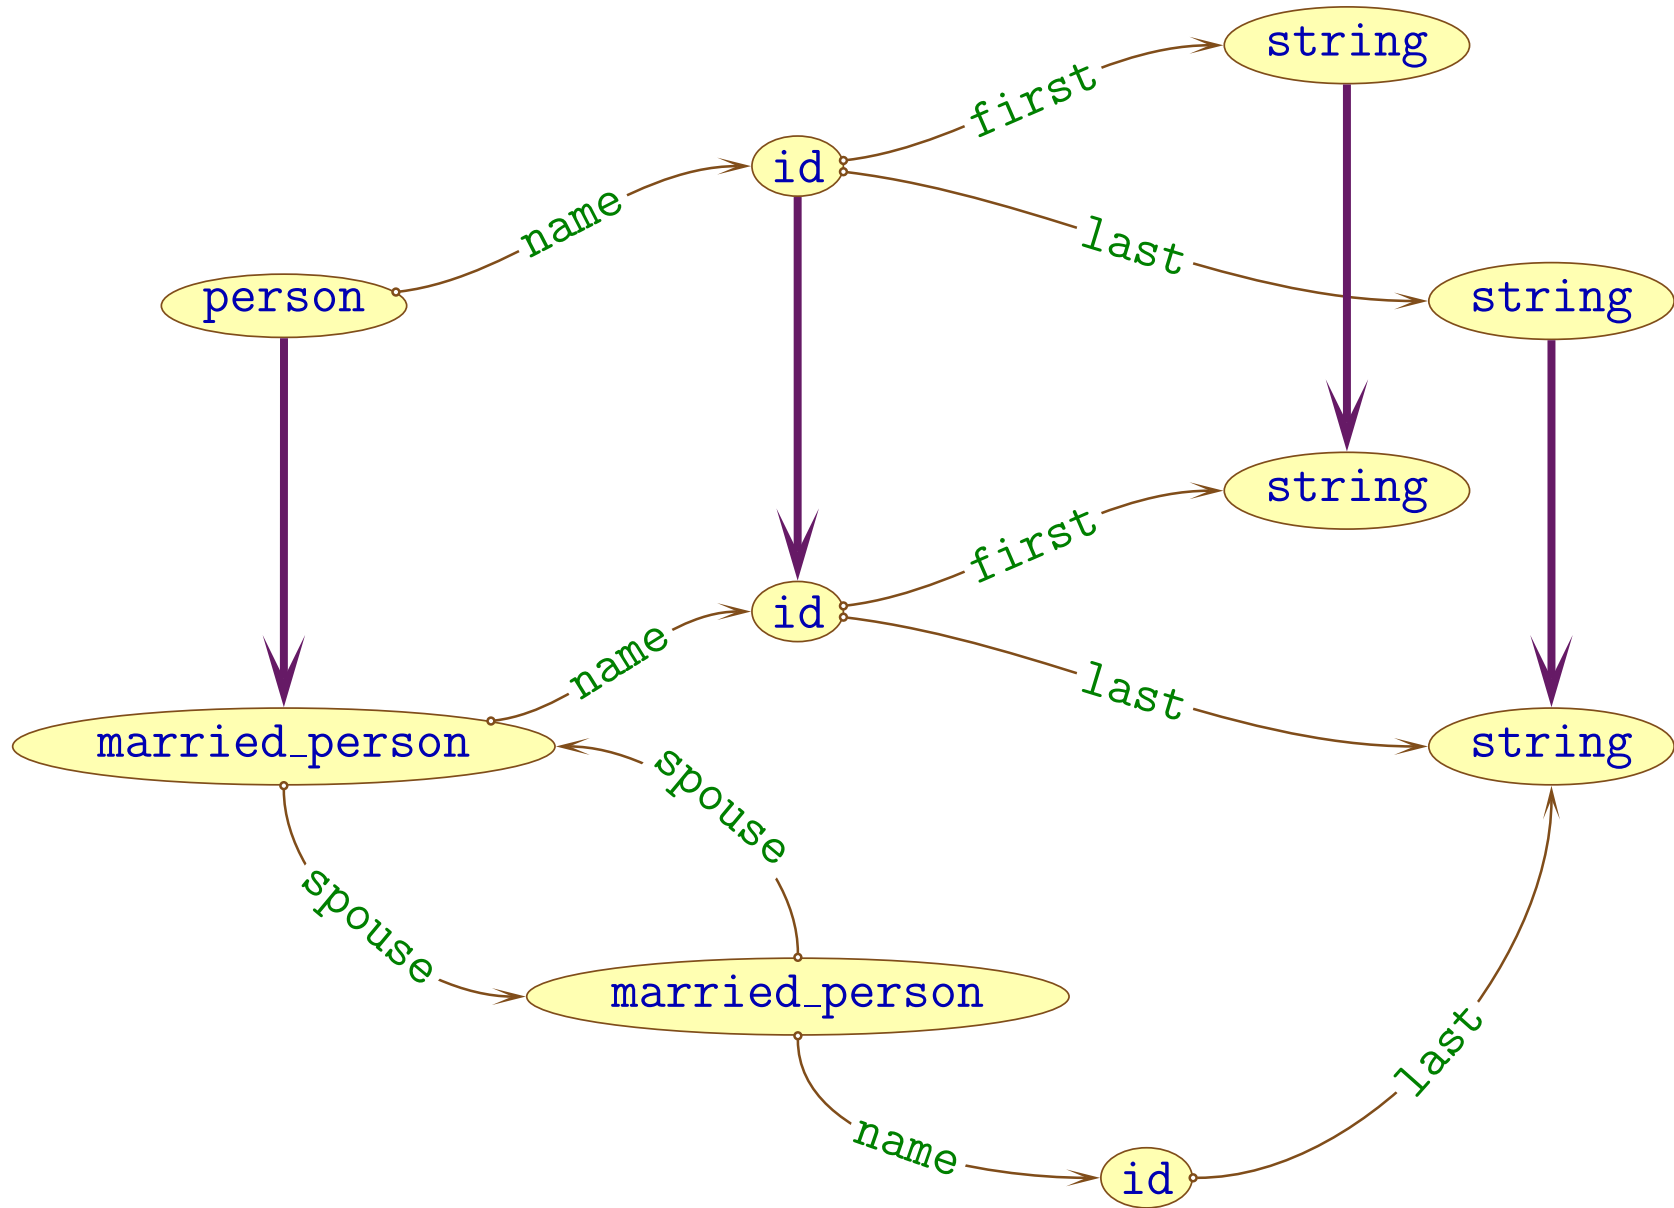 string
first
id
name
last
person
string
string
first
id
name
last
married_person
string
spouse
spouse
married_person
last
name
id